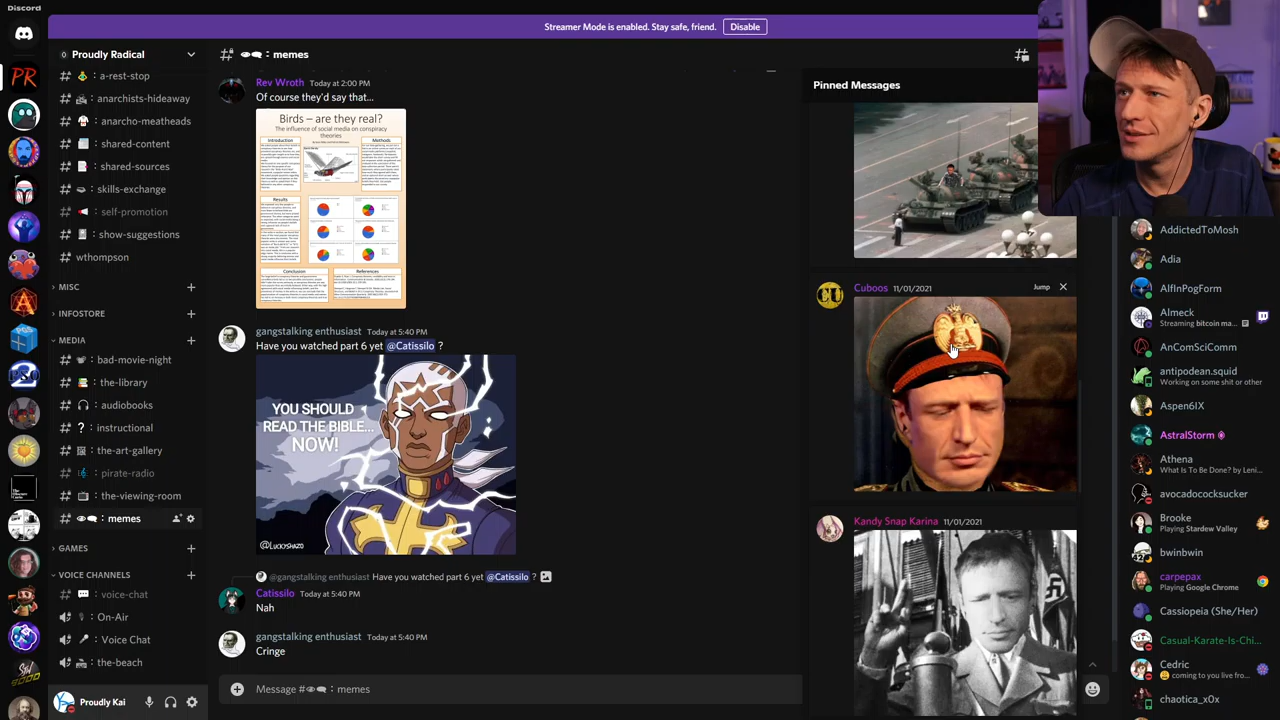 Discord
Streamer Mode is enabled. Stay safe, friend.
Disable
Proudly Radical
a-rest-stop
anarchists-hideaway
anarcho-meatheads
mixed-content
resources
skill-exchange
self-promotion
show-suggestions
unwokspoken
RDIC
INFOSTORE
MEDIA
bad-movie-night
the-library
audiobooks
instructional
the-art-gallery
pirate-radio
the-viewing-room
memes
GAMES
VOICE CHANNELS
voice-chat
On-Air
Voice Chat
the-beach
Proudly Kai
memes
Rev Wroth Today at 2:00 PM
Of course they'd say that...
Birds – are they real?
The influence of social media on conspiracy
theories
Introduction
Methods
Results
Conclusion
References
gangstalking enthusiast Today at 5:40 PM
Have you watched part 6 yet @Catissilo ?
YOU SHOULD
READ THE BIBLE...
NOW!
@LUCKYSHAZO
@gangstalking enthusiast Have you watched part 6 yet @Catissilo ?
Catissilo Today at 5:40 PM
Nah
gangstalking enthusiast Today at 5:40 PM
Cringe
Message # : memes
Pinned Messages
Cuboos 11/01/2021
Jump
Kandy Snap Karina 11/01/2021
AddictedToMosh
Adia
AlfInPogForm
Almeck
Streaming bitcoin ma...
AnComSciComm
antipodean.squid
Working on some shit or other
Aspen6IX
AstralStorm
Athena
What Is To Be Done? by Leni...
avocadocksucker
Brooke
Playing Stardew Valley
bwinbwin
carpepax
Playing Google Chrome
Cassiopeia (She/Her)
Casual-Karate-Is-Chi...
Cedric
coming to you live fro...
chaotica_x0x